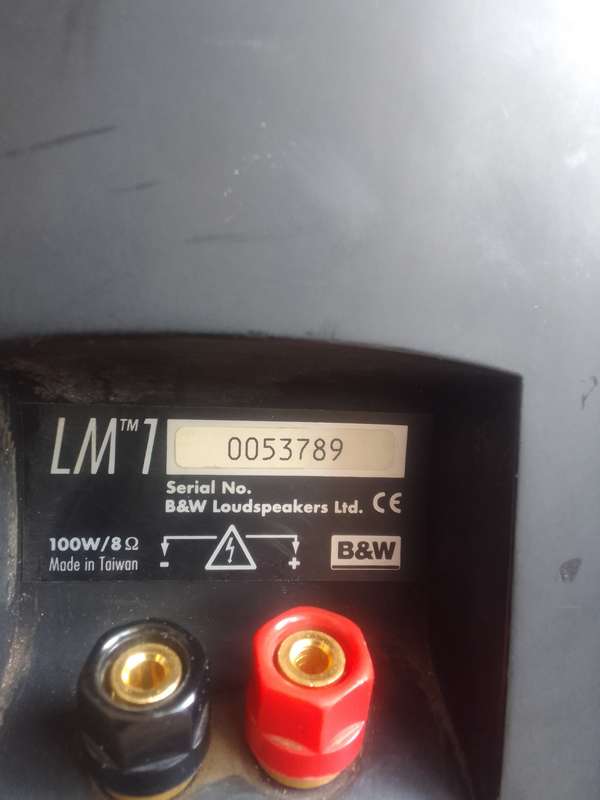 LM™1 0053789
Serial No.
B&W Loudspeakers Ltd. CE
100W/8Ω
Made in Taiwan - + B&W